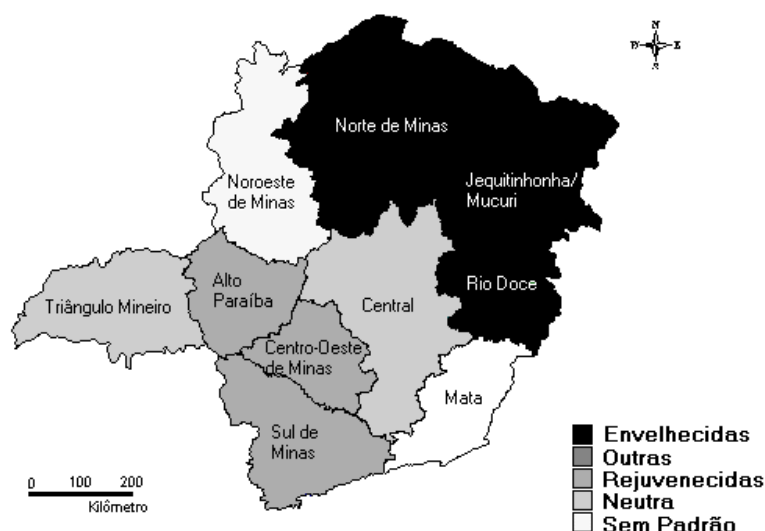 N
W E
S
Norte de Minas
Jequitinhonha/
Mucuri
Noroeste
de Minas
Alto
Paraíba
Triângulo Mineiro
Central
Rio Doce
Centro-Oeste
de Minas
Mata
Sul de
Minas
Envelhecidas
Outras
Rejuvenecidas
Neutra
Sem Padrão
0 100 200
Kilômetro